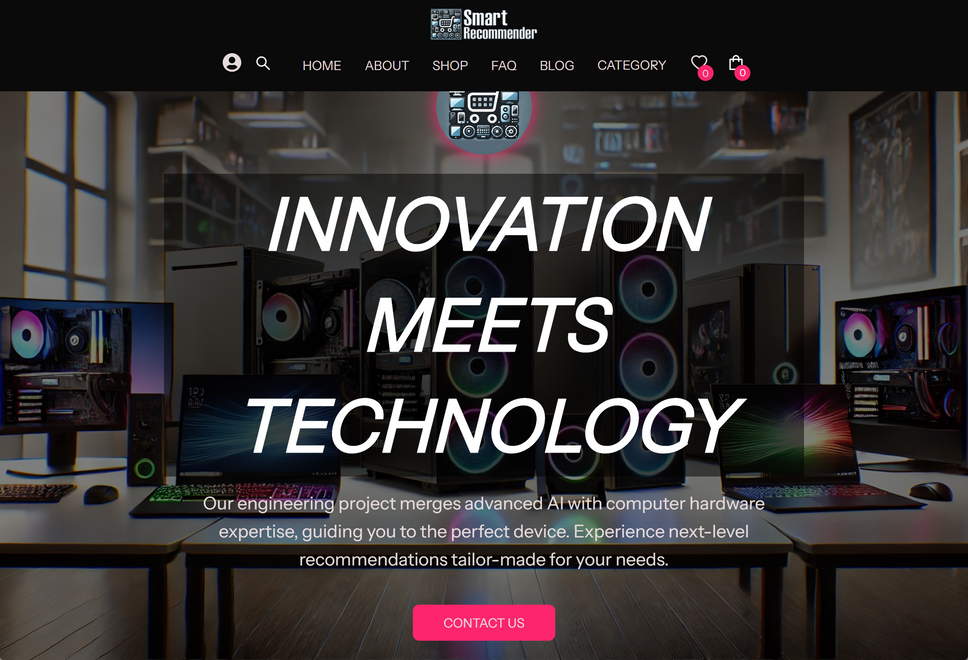 Smart
Recommender
HOME ABOUT SHOP FAQ BLOG CATEGORY 0 0
INNOVATION
MEETS
TECHNOLOGY
Our engineering project merges advanced AI with computer hardware
expertise, guiding you to the perfect device. Experience next-level
recommendations tailor-made for your needs.
CONTACT US